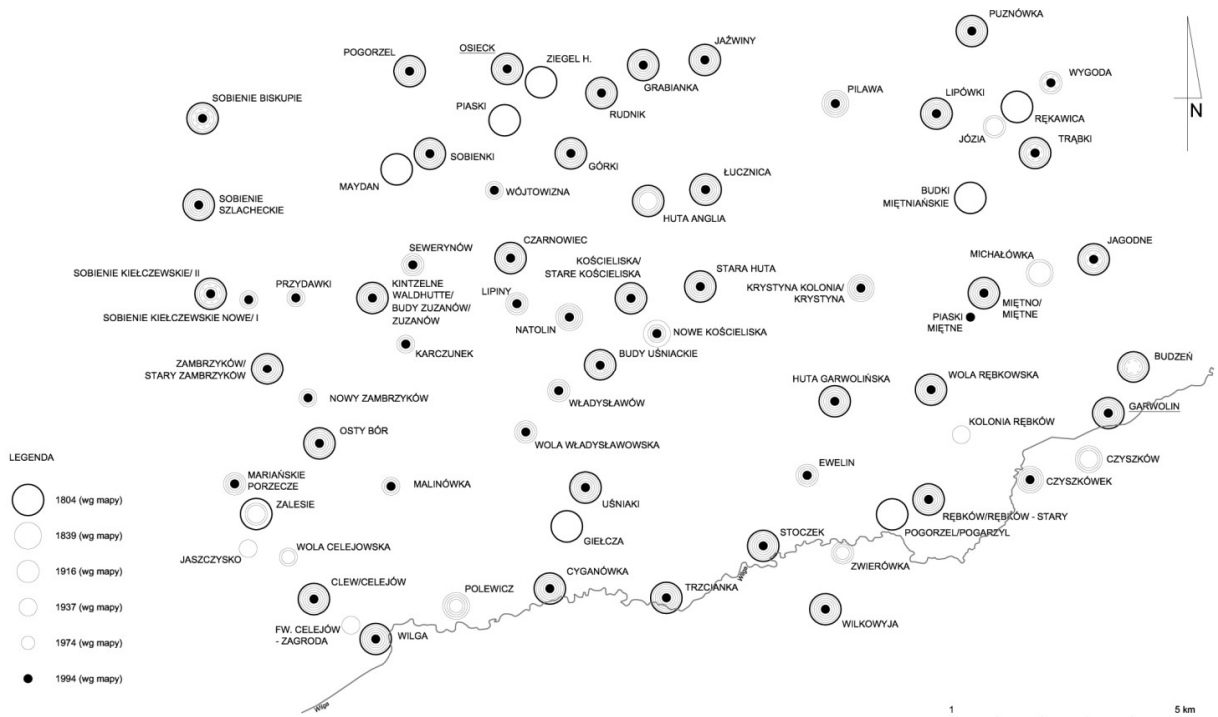 PUZNÓWKA
JAŹWINY
OSIECK
ZIEGEL H.
POGORZEL
GRABIANKA
WYGODA
PILAWA
LIPÓWKI
SOBIENIE BISKUPIE
PIASKI
RUDNIK
RĘKAWICA
N
JÓZIA
TRĄBKI
SOBIENKI
GÓRKI
MAYDAN
WÓJTOWIZNA
ŁUCZNICA
BUDKI
MIĘTNIAŃSKIE
SOBIENIE
SZLACHECKIE
HUTA ANGLIA
CZARNOWIEC
SEWERYNÓW
KOŚCIELISKA/
STARE KOŚCIELISKA
MICHAŁÓWKA
JAGODNE
SOBIENIE KIEŁCZEWSKIE/ II
PRZYDAWKI
KINTZELNE
WALDHUTTE/
BUDY ZUZANÓW/
ZUZANÓW
LIPINY
STARA HUTA
KRYSTYNA KOLONIA/
KRYSTYNA
MIĘTNO/
MIĘTNE
SOBIENIE KIEŁCZEWSKIE NOWE/ I
NATOLIN
NOWE KOŚCIELISKA
PIASKI
MIĘTNE
KARCZUNEK
BUDY UŚNIACKIE
BUDZEŃ
ZAMBRZYKÓW/
STARY ZAMBRZYKÓW
HUTA GARWOLIŃSKA
WOLA RĘBKOWSKA
NOWY ZAMBRZYKÓW
WŁADYSŁAWÓW
GARWOLIN
KOLONIA RĘBKÓW
OSTY BÓR
WOLA WŁADYSŁAWOWSKA
CZYSZKÓW
LEGENDA
MARIAŃSKIE
PORZECZE
MALINÓWKA
EWELIN
CZYSZKÓWEK
1804 (wg mapy)
ZALESIE
UŚNIAKI
RĘBKÓW/RĘBKÓW - STARY
1839 (wg mapy)
GIEŁCZA
STOCZEK
POGORZEL/POGARZYL
JASZCZYSKO
WOLA CELEJOWSKA
ZWIERÓWKA
1916 (wg mapy)
Wilga
CLEW/CELEJÓW
POLEWICZ
CYGANÓWKA
TRZCIANKA
1937 (wg mapy)
FW. CELEJÓW
- ZAGRODA
WILGA
WILKOWYJA
1974 (wg mapy)
1994 (wg mapy)
Wilga
1
5 km